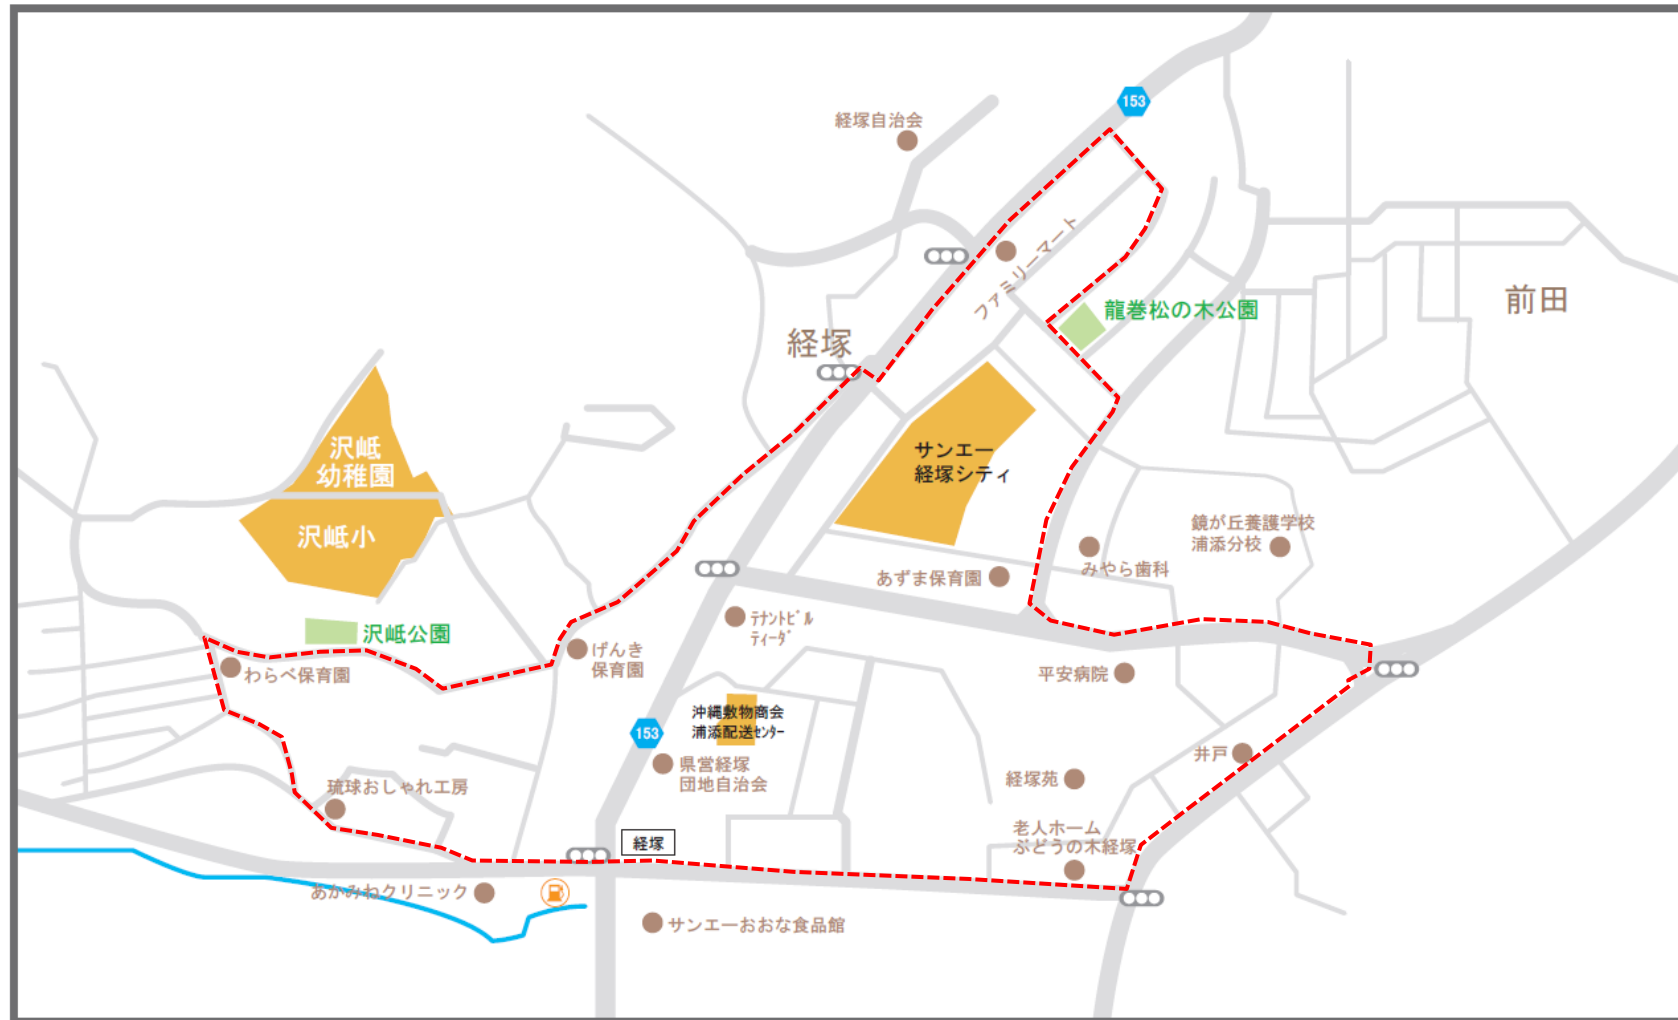 153
経塚自治会
ファミリーマート
龍巻松の木公園
前田
経塚
沢岻
幼稚園
サンエー
経塚シティ
沢岻小
鏡が丘養護学校
浦添分校
みやら歯科
あずま保育園
テナントビル
ティーダ
沢岻公園
げんき
保育園
わらべ保育園
平安病院
沖縄敷物商会
浦添配送センター
153
県営経塚
団地自治会
井戸
経塚苑
琉球おしゃれ工房
老人ホーム
ぶどうの木経塚
経塚
あかみねクリニック
サンエーおおな食品館